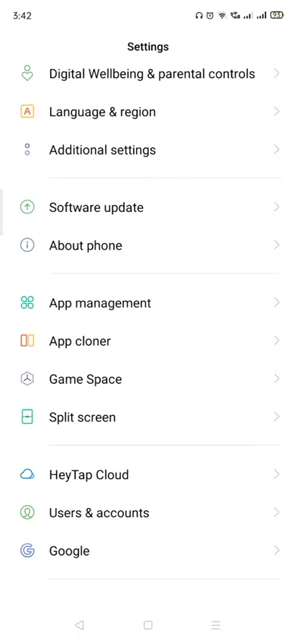 3:42
93
Settings
Digital Wellbeing & parental controls
Language & region
Additional settings
Software update
About phone
App management
App cloner
Game Space
Split screen
HeyTap Cloud
Users & accounts
Google